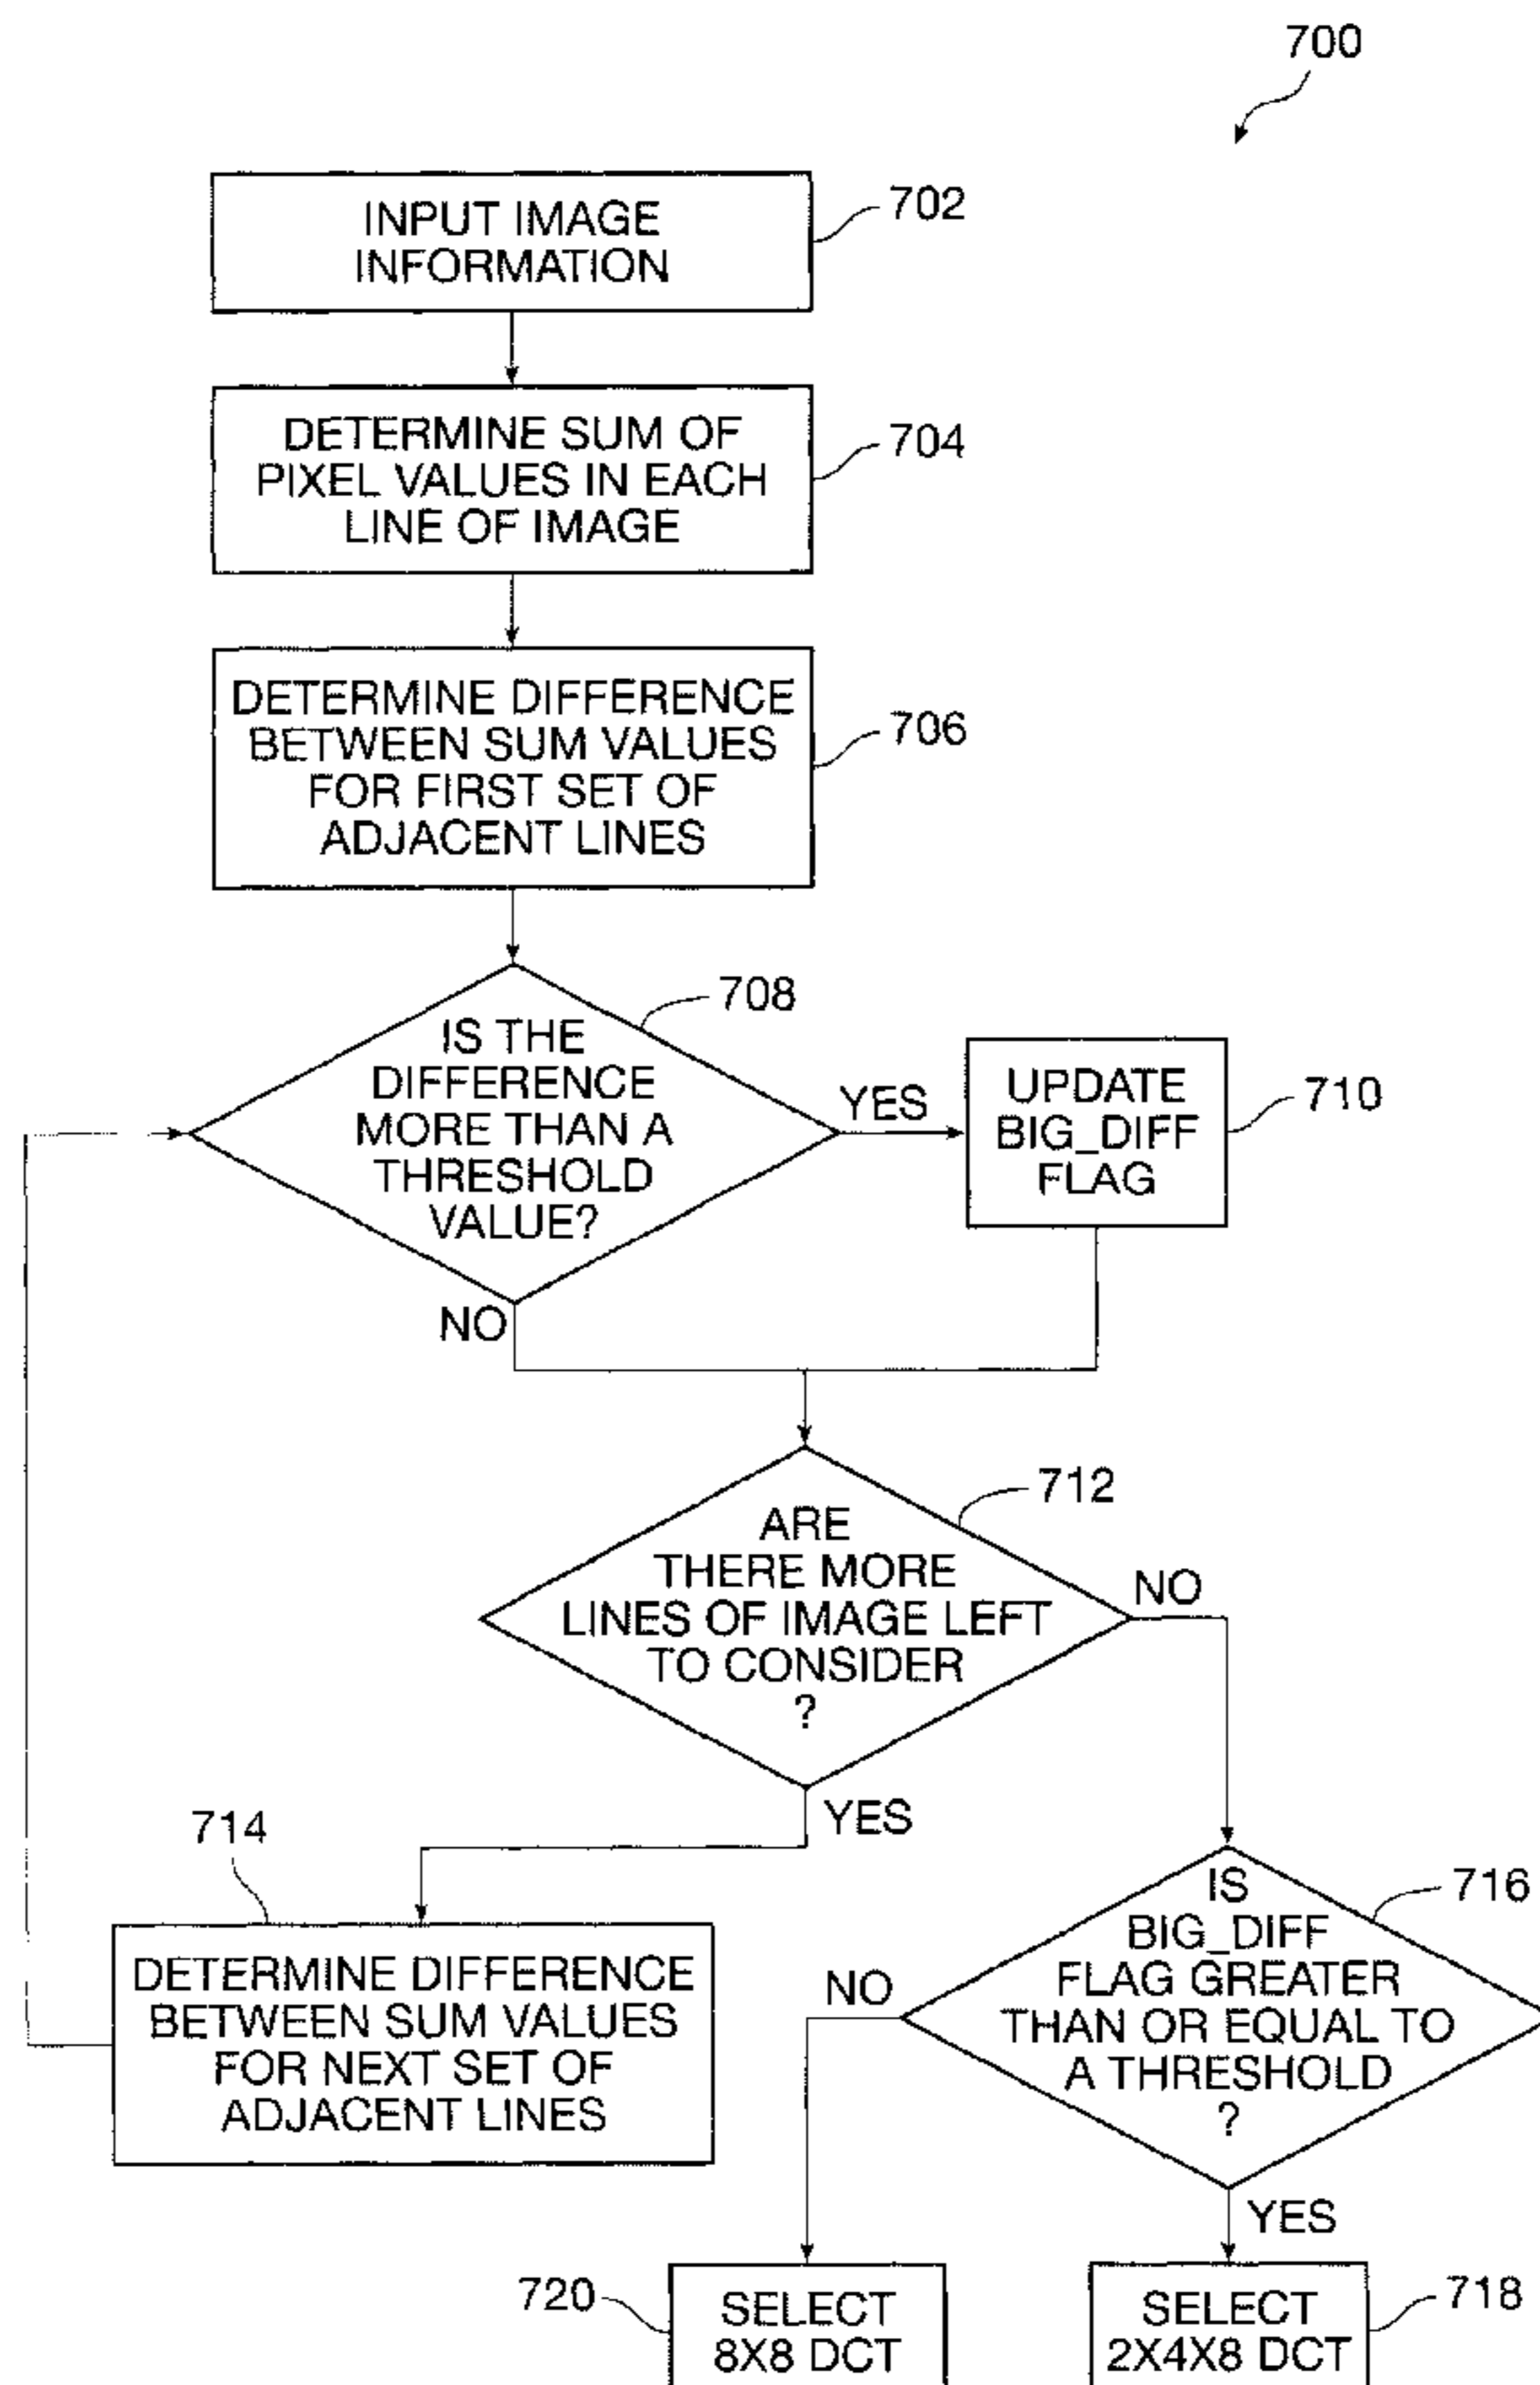 700
INPUT IMAGE
INFORMATION
702
DETERMINE SUM OF
PIXEL VALUES IN EACH
LINE OF IMAGE
704
DETERMINE DIFFERENCE
BETWEEN SUM VALUES
FOR FIRST SET OF
ADJACENT LINES
706
708
IS THE
DIFFERENCE
MORE THAN A
THRESHOLD
VALUE?
YES
UPDATE
BIG_DIFF
FLAG
710
NO
712
ARE
THERE MORE
LINES OF IMAGE LEFT
TO CONSIDER
?
NO
YES
714
DETERMINE DIFFERENCE
BETWEEN SUM VALUES
FOR NEXT SET OF
ADJACENT LINES
716
IS
BIG_DIFF
FLAG GREATER
THAN OR EQUAL TO
A THRESHOLD
?
NO
YES
720
SELECT
8X8 DCT
SELECT
2X4X8 DCT
718